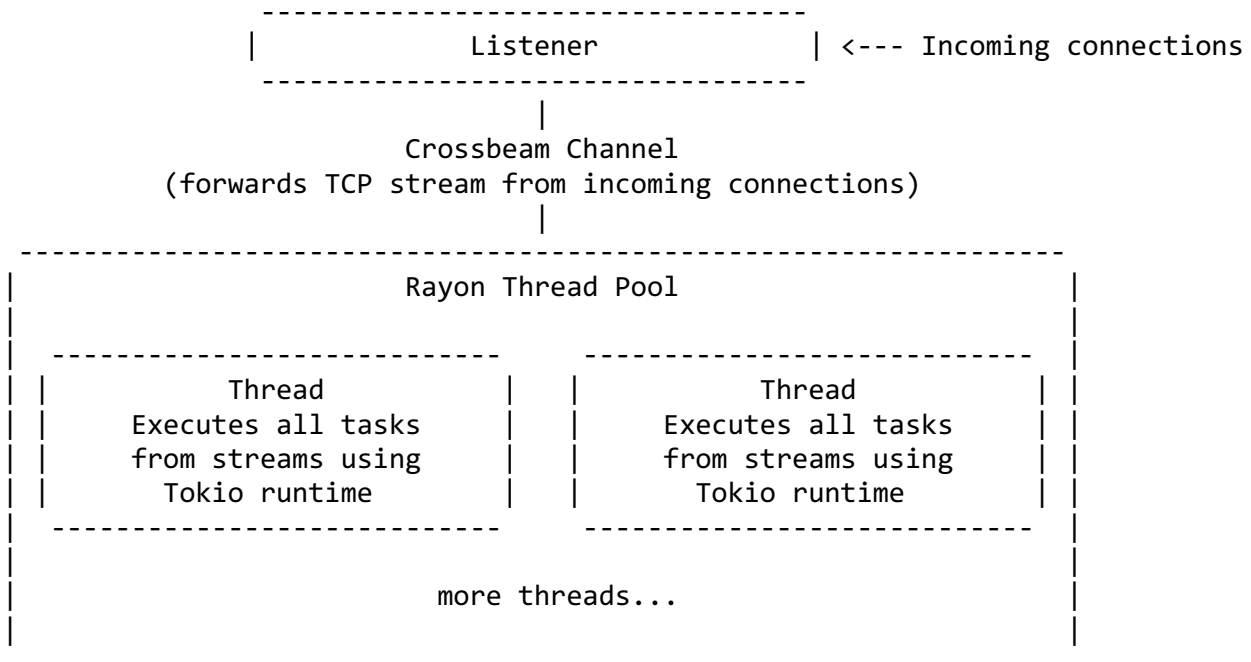 Listener <--- Incoming connections
Crossbeam Channel
(forwards TCP stream from incoming connections)
Rayon Thread Pool
Thread
Executes all tasks
from streams using
Tokio runtime
Thread
Executes all tasks
from streams using
Tokio runtime
more threads...